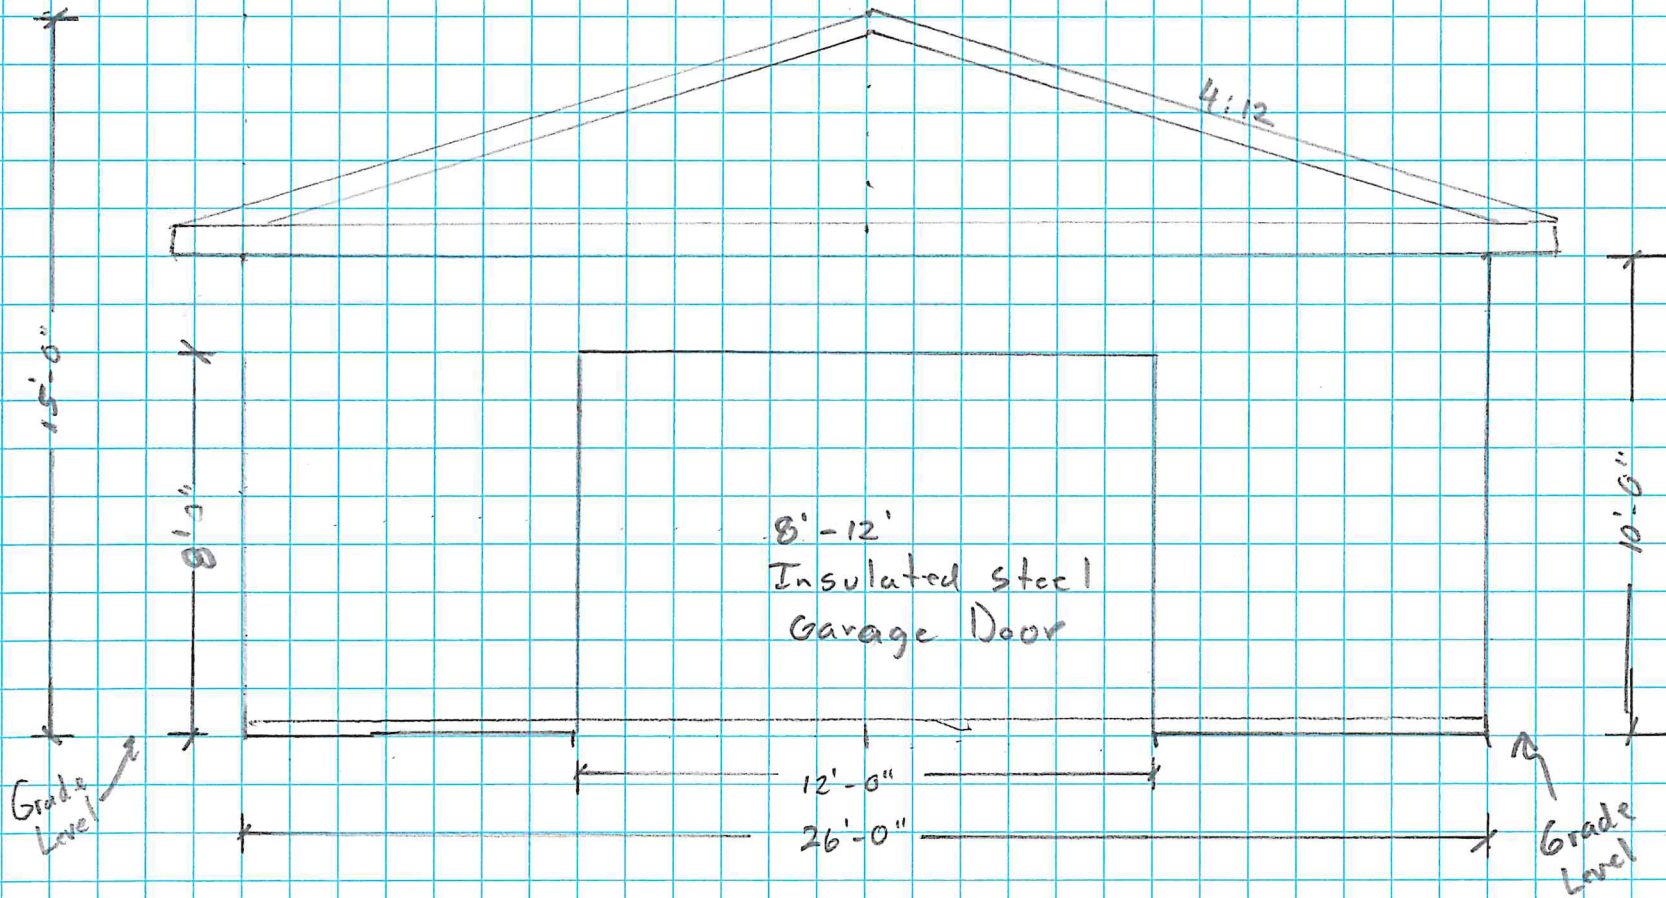 4:12
15'-0"
8'-0"
10'-0"
8'-12'
Insulated steel
Garage Door
12'-0"
26'-0"
Grade
Level
Grade
Level